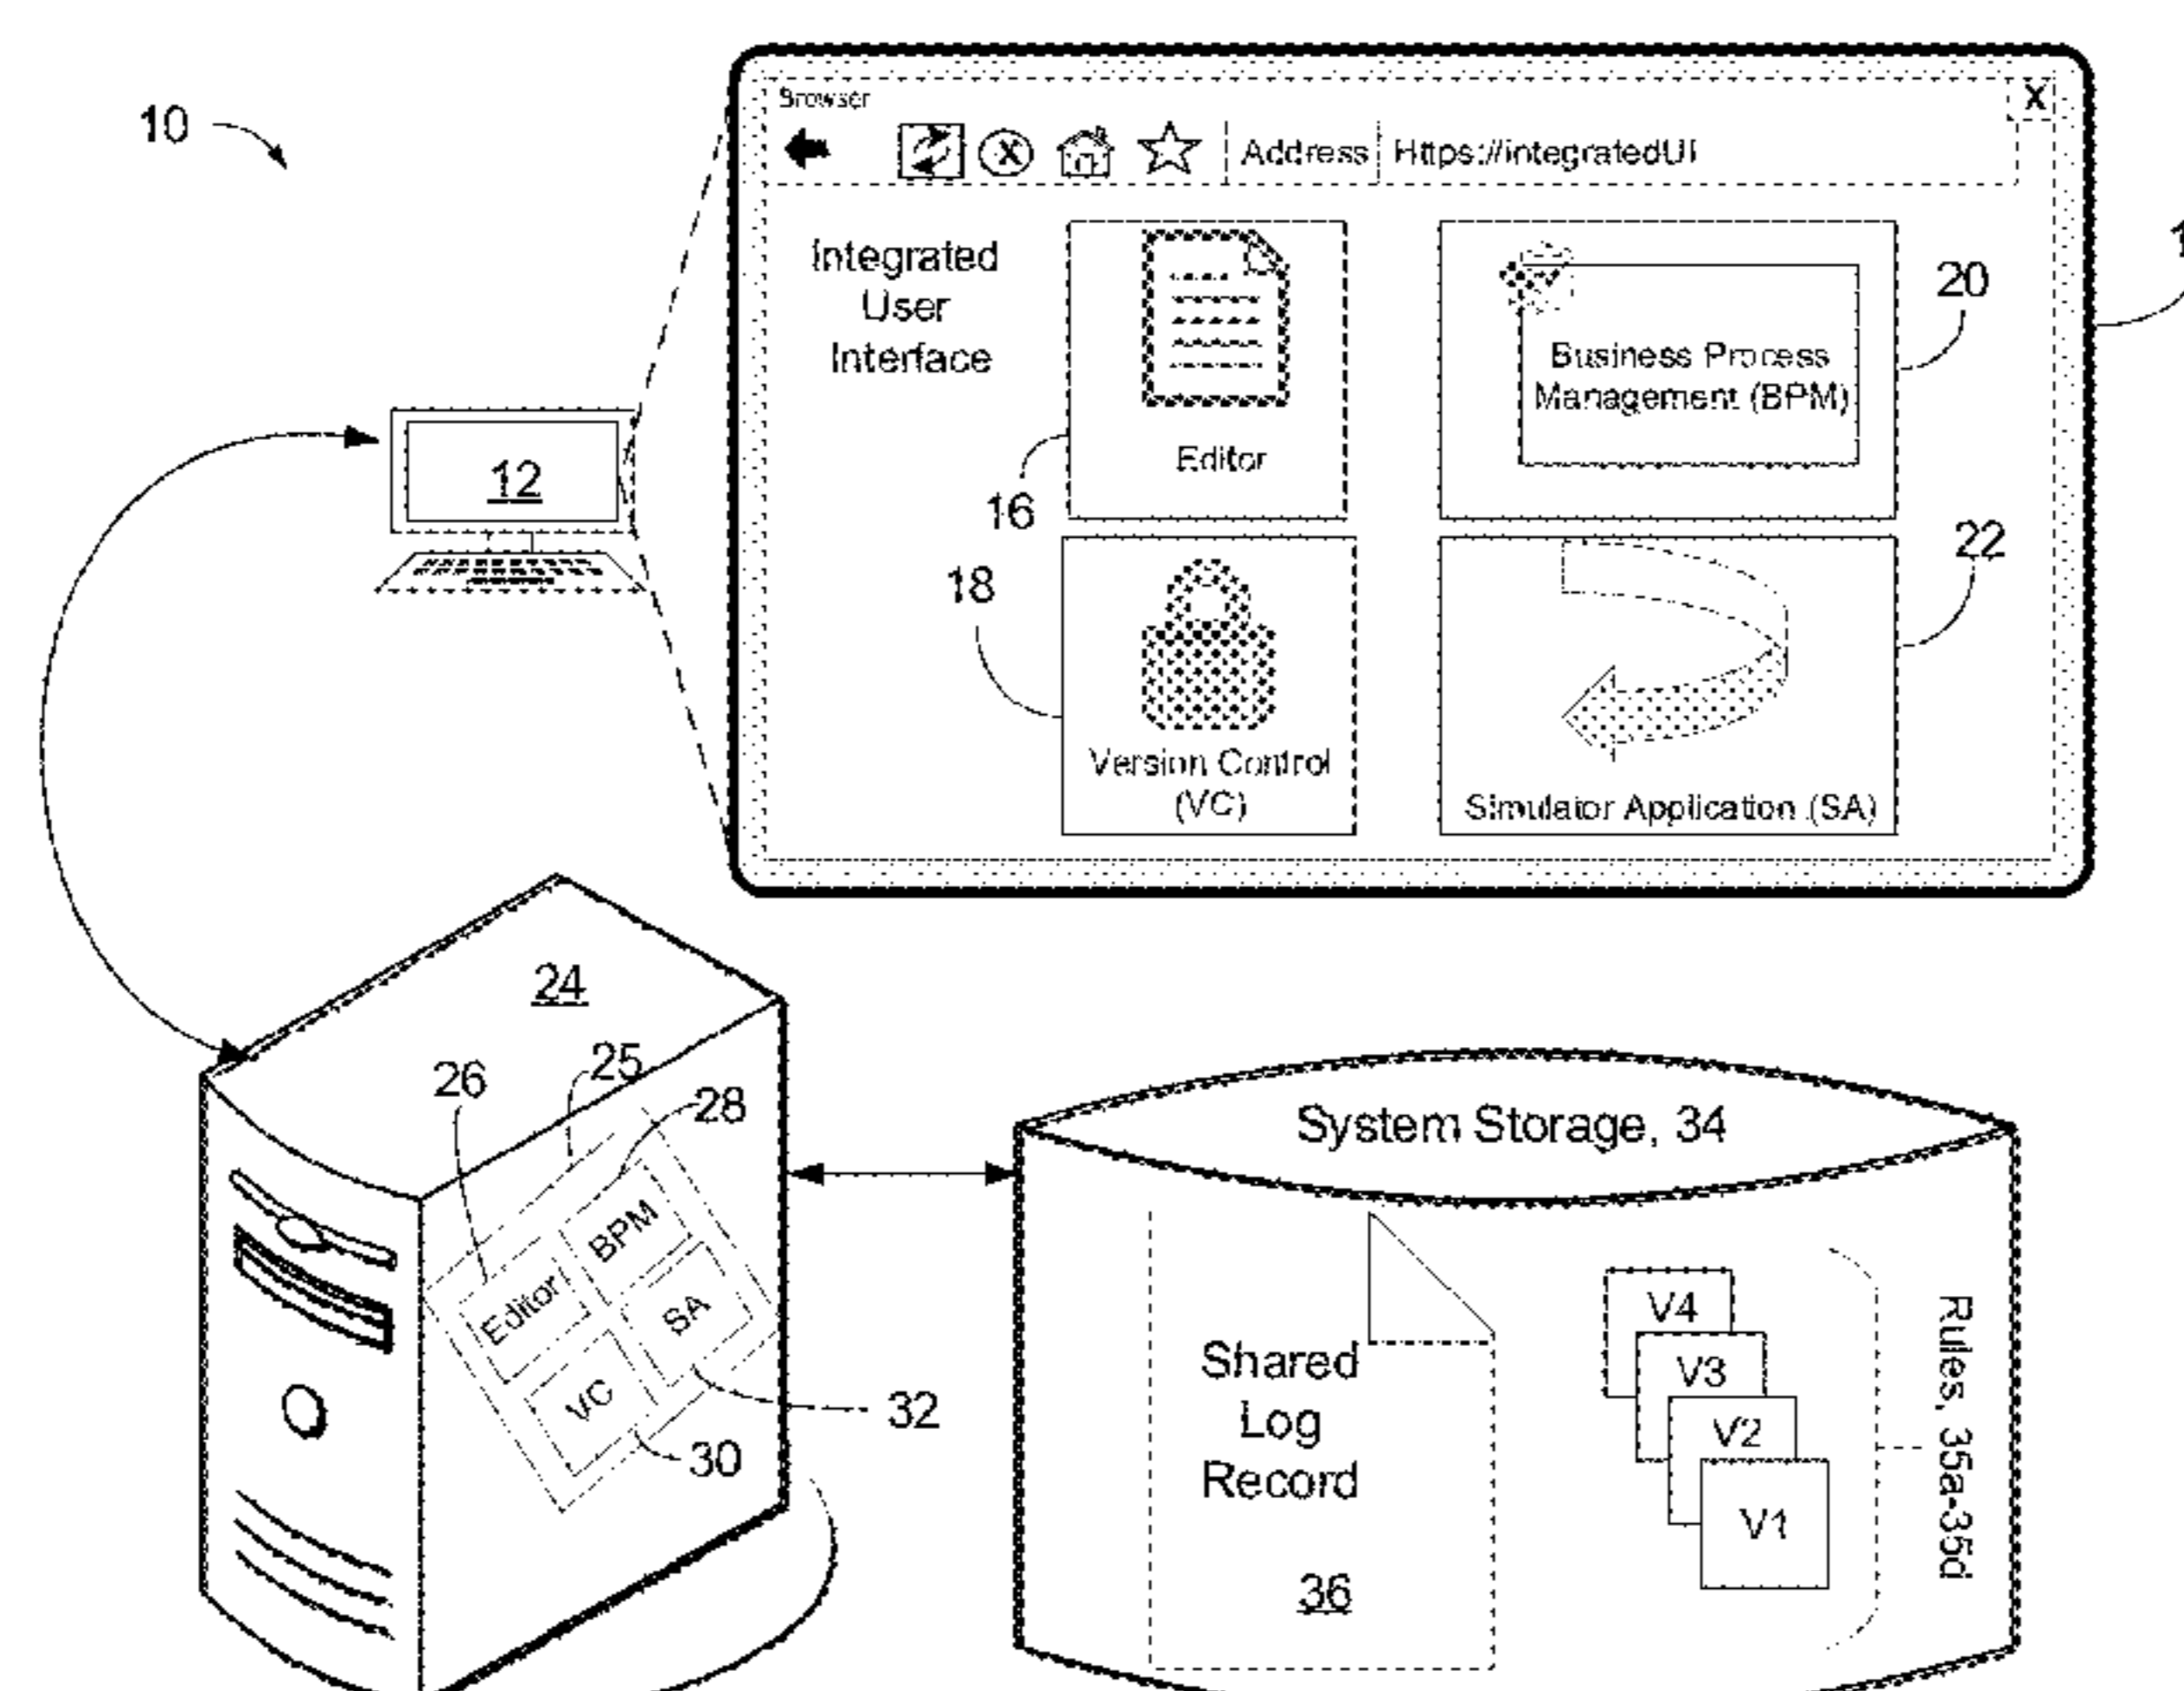 10
Browser
X
X
Address
Https://integratedUI
Integrated
User
Interface
Editor
16
Business Process
Management (BPM)
20
12
18
Version Control
(VC)
Simulator Application (SA)
22
24
25
26
28
BPM
Editor
SA
VC
32
30
System Storage, 34
Shared
Log
Record
36
V4
V3
V2
V1
Rules, 35a-35d